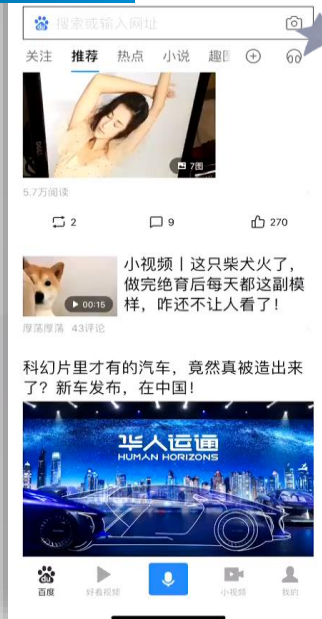 搜索或输入网址
关注 推荐 热点 小说 趣图
7图
5.7万阅读
2 9 270
小视频丨这只柴犬火了，
做完绝育后每天都这副模
样，咋还不让人看了！
00:15
厚荡厚荡 43评论
科幻片里才有的汽车，竟然真被造出来
了？新车发布，在中国！
华人运通
HUMAN HORIZONS
du
百度 好看视频 小视频 我的